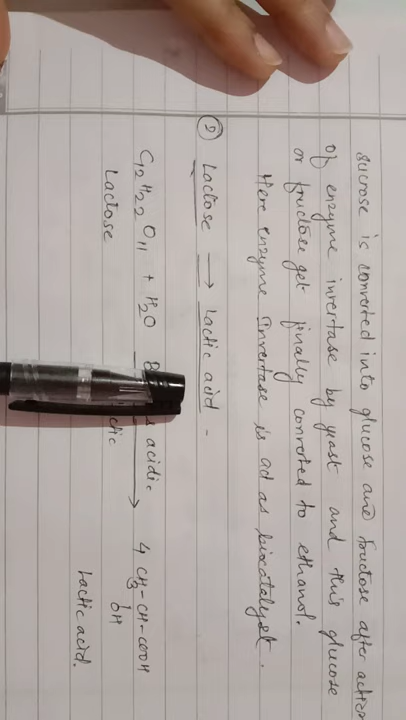 sucrose is converted into glucose and fructose after action
of enzyme invertase by yeast and this glucose
or fructose get finally converted to ethanol.
Here enzyme Invertase is act as biocatalyst.
② Lactose → Lactic acid -
C12H22O11 + H2O acidic → 4 CH3-CH-COOH
OH
Lactose
Lactic acid.